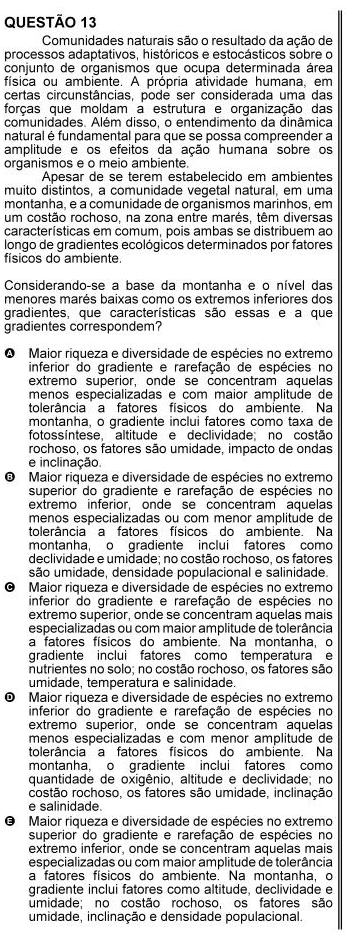 QUESTÃO 13
Comunidades naturais são o resultado da ação de
processos adaptativos, históricos e estocásticos sobre o
conjunto de organismos que ocupa determinada área
física ou ambiente. A própria atividade humana, em
certas circunstâncias, pode ser considerada uma das
forças que moldam a estrutura e organização das
comunidades. Além disso, o entendimento da dinâmica
natural é fundamental para que se possa compreender a
amplitude e os efeitos da ação humana sobre os
organismos e o meio ambiente.
Apesar de se terem estabelecido em ambientes
muito distintos, a comunidade vegetal natural, em uma
montanha, e a comunidade de organismos marinhos, em
um costão rochoso, na zona entre marés, têm diversas
características em comum, pois ambas se distribuem ao
longo de gradientes ecológicos determinados por fatores
físicos do ambiente.
Considerando-se a base da montanha e o nível das
menores marés baixas como os extremos inferiores dos
gradientes, que características são essas e a que
gradientes correspondem?
A Maior riqueza e diversidade de espécies no extremo
inferior do gradiente e rarefação de espécies no
extremo superior, onde se concentram aquelas
menos especializadas e com maior amplitude de
tolerância a fatores físicos do ambiente. Na
montanha, o gradiente inclui fatores como taxa de
fotossíntese, altitude e declividade; no costão
rochoso, os fatores são umidade, impacto de ondas
e inclinação.
B Maior riqueza e diversidade de espécies no extremo
superior do gradiente e rarefação de espécies no
extremo inferior, onde se concentram aquelas
menos especializadas ou com menor amplitude de
tolerância a fatores físicos do ambiente. Na
montanha, o gradiente inclui fatores como
declividade e umidade; no costão rochoso, os fatores
são umidade, densidade populacional e salinidade.
C Maior riqueza e diversidade de espécies no extremo
inferior do gradiente e rarefação de espécies no
extremo superior, onde se concentram aquelas mais
especializadas ou com maior amplitude de tolerância
a fatores físicos do ambiente. Na montanha, o
gradiente inclui fatores como temperatura e
nutrientes no solo; no costão rochoso, os fatores são
umidade, temperatura e salinidade.
D Maior riqueza e diversidade de espécies no extremo
inferior do gradiente e rarefação de espécies no
extremo superior, onde se concentram aquelas
menos especializadas e com menor amplitude de
tolerância a fatores físicos do ambiente. Na
montanha, o gradiente inclui fatores como
quantidade de oxigênio, altitude e declividade; no
costão rochoso, os fatores são umidade, inclinação
e salinidade.
E Maior riqueza e diversidade de espécies no extremo
superior do gradiente e rarefação de espécies no
extremo inferior, onde se concentram aquelas mais
especializadas ou com maior amplitude de tolerância
a fatores físicos do ambiente. Na montanha, o
gradiente inclui fatores como altitude, declividade e
umidade; no costão rochoso, os fatores são
umidade, inclinação e densidade populacional.